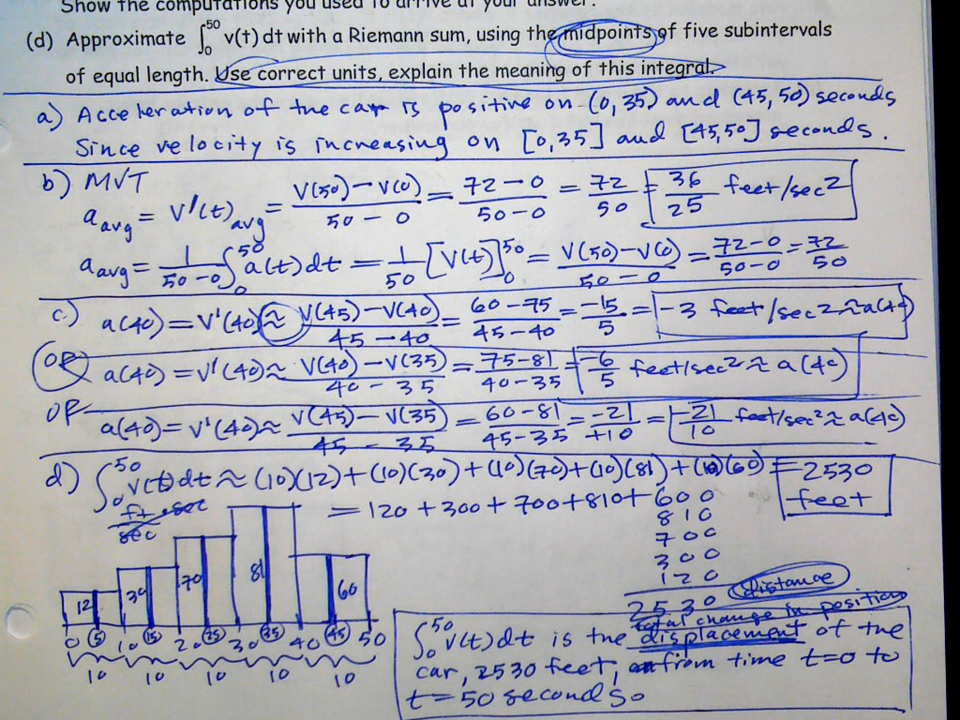 Show the computations you used to arrive at your answer.
(d) Approximate ∫₀⁵⁰ v(t) dt with a Riemann sum, using the midpoints of five subintervals
of equal length. Use correct units, explain the meaning of this integral.
a) Acceleration of the car is positive on (0, 35) and (45, 50) seconds
Since velocity is increasing on [0,35] and [45,50] seconds.
b) MVT
a avg = v'(t) avg = v(50)-v(0) / 50-0 = 72-0 / 50-0 = 72/50 = 36/25 feet/sec2
a avg = 1/50-0 ∫₀⁵⁰ a(t)dt = 1/50 [v(t)]₀⁵⁰ = v(50)-v(0) / 50-0 = 72-0 / 50-0 = 72/50
c) a(40) = v'(40) ≈ v(45)-v(40) / 45-40 = 60-75 / 45-40 = -15/5 = -3 feet/sec2 ≈ a(40)
OR a(40) = v'(40) ≈ v(40)-v(35) / 40-35 = 75-81 / 40-35 = -6/5 feet/sec² ≈ a(40)
OR a(40) = v'(40) ≈ v(45)-v(35) / 45-35 = 60-81 / 45-35 = -21/+10 = -21/10 feet/sec² ≈ a(40)
d) ∫₀⁵⁰ v(t)dt ≈ (10)(12)+(10)(30)+(10)(70)+(10)(81)+(10)(60) = 2530 feet
ft/sec · sec
= 120+300+700+810+600
810
700
300
120
2530
12 30 70 81 60
0 5 10 15 20 25 30 35 40 45 50
10 10 10 10 10
distance
total change in position
∫₀⁵⁰ v(t)dt is the displacement of the
car, 2530 feet, from time t=0 to
t=50 seconds.